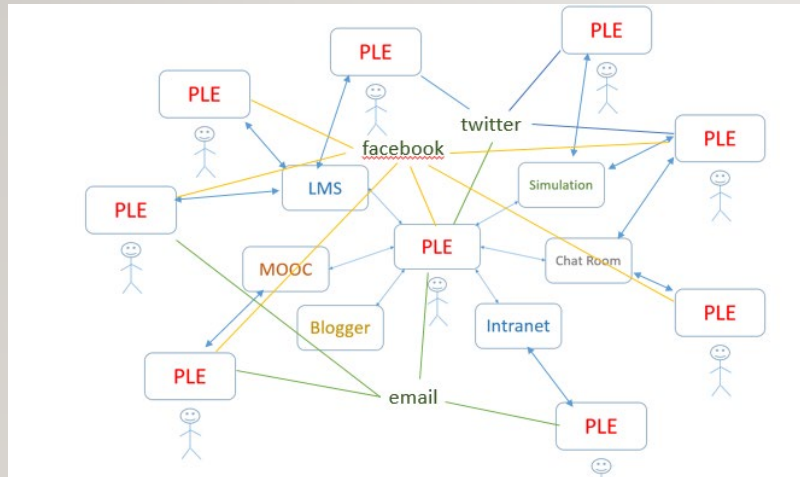 PLE
PLE
PLE
twitter
PLE
facebook
LMS
Simulation
PLE
PLE
MOOC
Chat Room
Blogger
Intranet
PLE
PLE
email
PLE